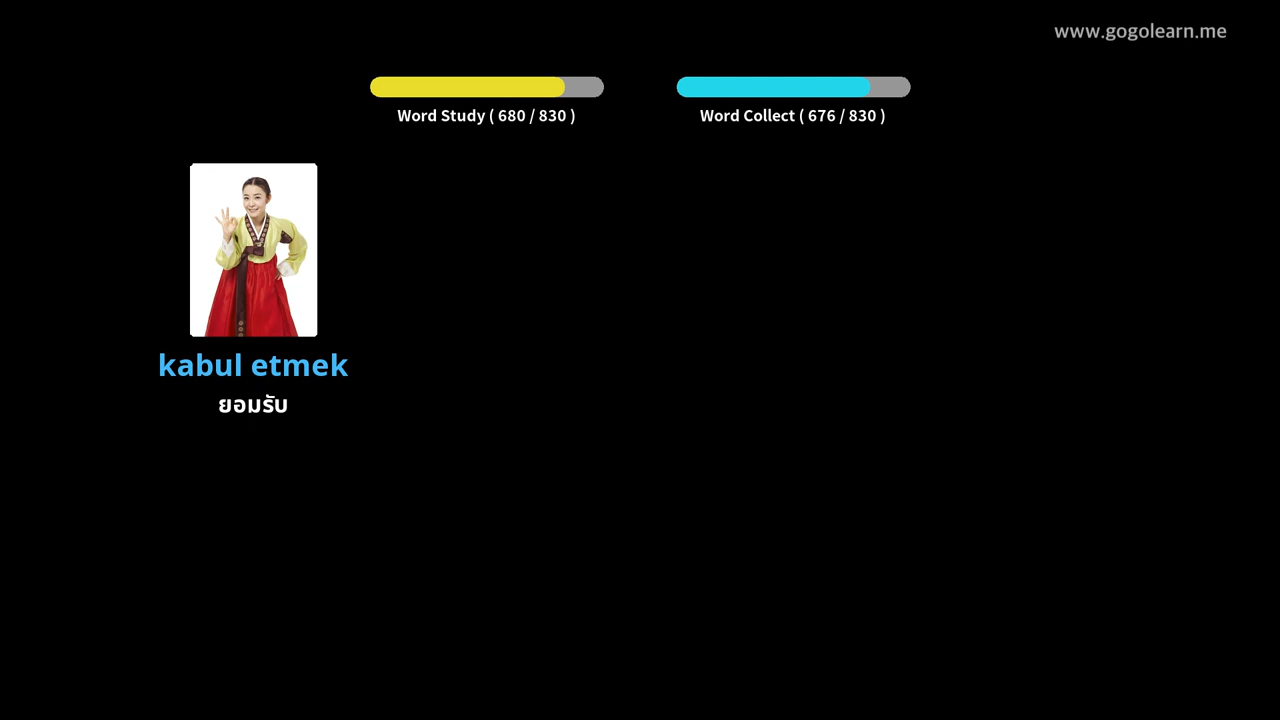 www.gogolearn.me
Word Study ( 680 / 830 )
Word Collect ( 676 / 830 )
kabul etmek
ยอมรับ